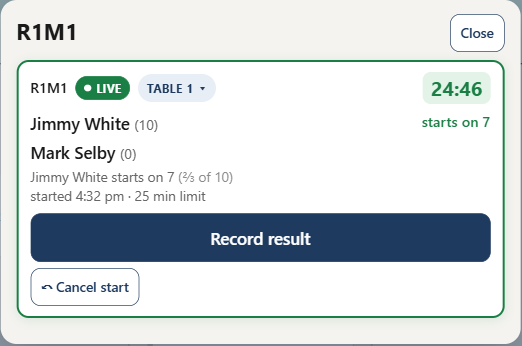 R1M1
Close
R1M1 LIVE TABLE 1 ▾ 24:46
Jimmy White (10) starts on 7
Mark Selby (0)
Jimmy White starts on 7 (⅔ of 10)
started 4:32 pm · 25 min limit
Record result
↶ Cancel start